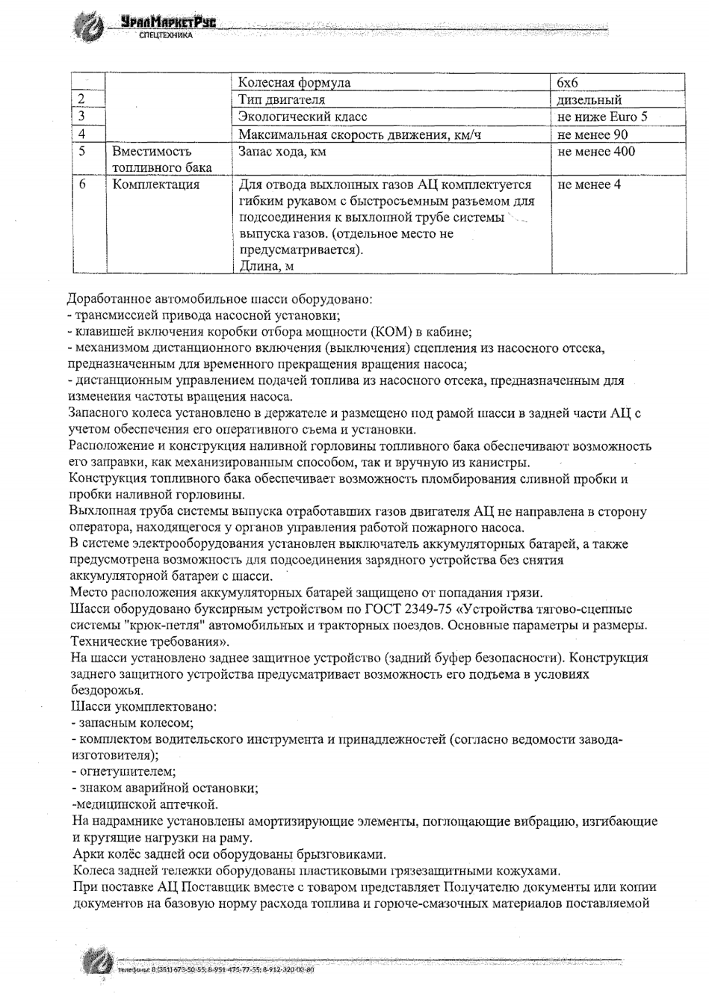 УралМаркетРус
СПЕЦТЕХНИКА
Колесная формула 6х6
2 Тип двигателя дизельный
3 Экологический класс не ниже Euro 5
4 Максимальная скорость движения, км/ч не менее 90
5 Вместимость Запас хода, км не менее 400
топливного бака
6 Комплектация Для отвода выхлопных газов АЦ комплектуется не менее 4
гибким рукавом с быстросъемным разъемом для
подсоединения к выхлопной трубе системы
выпуска газов. (отдельное место не
предусматривается).
Длина, м
Доработанное автомобильное шасси оборудовано:
- трансмиссией привода насосной установки;
- клавишей включения коробки отбора мощности (КОМ) в кабине;
- механизмом дистанционного включения (выключения) сцепления из насосного отсека,
предназначенным для временного прекращения вращения насоса;
- дистанционным управлением подачей топлива из насосного отсека, предназначенным для
изменения частоты вращения насоса.
Запасного колеса установлено в держателе и размещено под рамой шасси в задней части АЦ с
учетом обеспечения его оперативного съема и установки.
Расположение и конструкция наливной горловины топливного бака обеспечивают возможность
его заправки, как механизированным способом, так и вручную из канистры.
Конструкция топливного бака обеспечивает возможность пломбирования сливной пробки и
пробки наливной горловины.
Выхлопная труба системы выпуска отработавших газов двигателя АЦ не направлена в сторону
оператора, находящегося у органов управления работой пожарного насоса.
В системе электрооборудования установлен выключатель аккумуляторных батарей, а также
предусмотрена возможность для подсоединения зарядного устройства без снятия
аккумуляторной батареи с шасси.
Место расположения аккумуляторных батарей защищено от попадания грязи.
Шасси оборудовано буксирным устройством по ГОСТ 2349-75 «Устройства тягово-сцепные
системы "крюк-петля" автомобильных и тракторных поездов. Основные параметры и размеры.
Технические требования».
На шасси установлено заднее защитное устройство (задний буфер безопасности). Конструкция
заднего защитного устройства предусматривает возможность его подъема в условиях
бездорожья.
Шасси укомплектовано:
- запасным колесом;
- комплектом водительского инструмента и принадлежностей (согласно ведомости завода-
изготовителя);
- огнетушителем;
- знаком аварийной остановки;
-медицинской аптечкой.
На надрамнике установлены амортизирующие элементы, поглощающие вибрацию, изгибающие
и крутящие нагрузки на раму.
Арки колёс задней оси оборудованы брызговиками.
Колеса задней тележки оборудованы пластиковыми грязезащитными кожухами.
При поставке АЦ Поставщик вместе с товаром представляет Получателю документы или копии
документов на базовую норму расхода топлива и горюче-смазочных материалов поставляемой
телефоны: 8 (351) 673-50-55; 8-951-475-77-55; 8-912-320-00-80